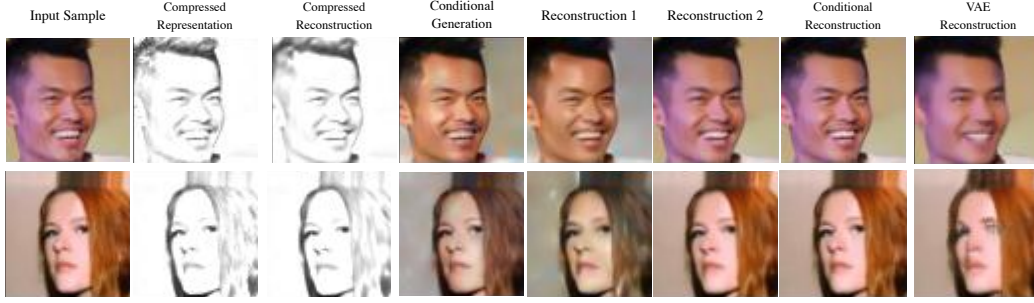 Input Sample
Compressed
Representation
Compressed
Reconstruction
Conditional
Generation
Reconstruction 1
Reconstruction 2
Conditional
Reconstruction
VAE
Reconstruction